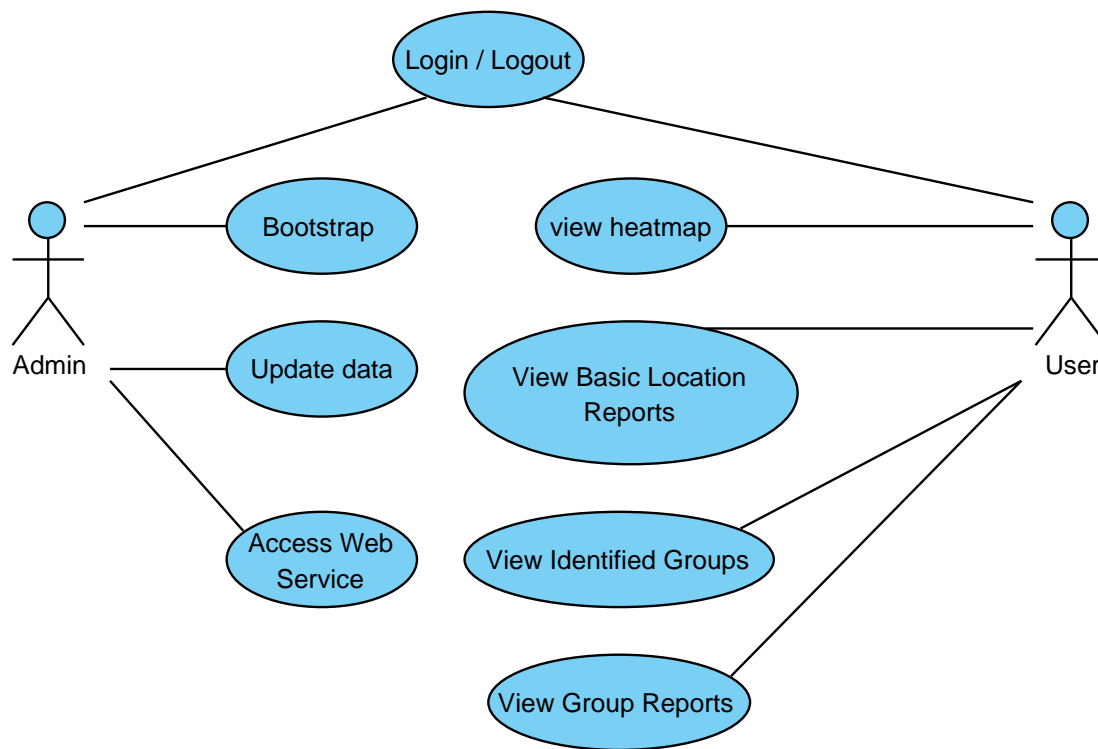 Login / Logout
Bootstrap
view heatmap
Admin
Update data
View Basic Location
Reports
User
Access Web
Service
View Identified Groups
View Group Reports